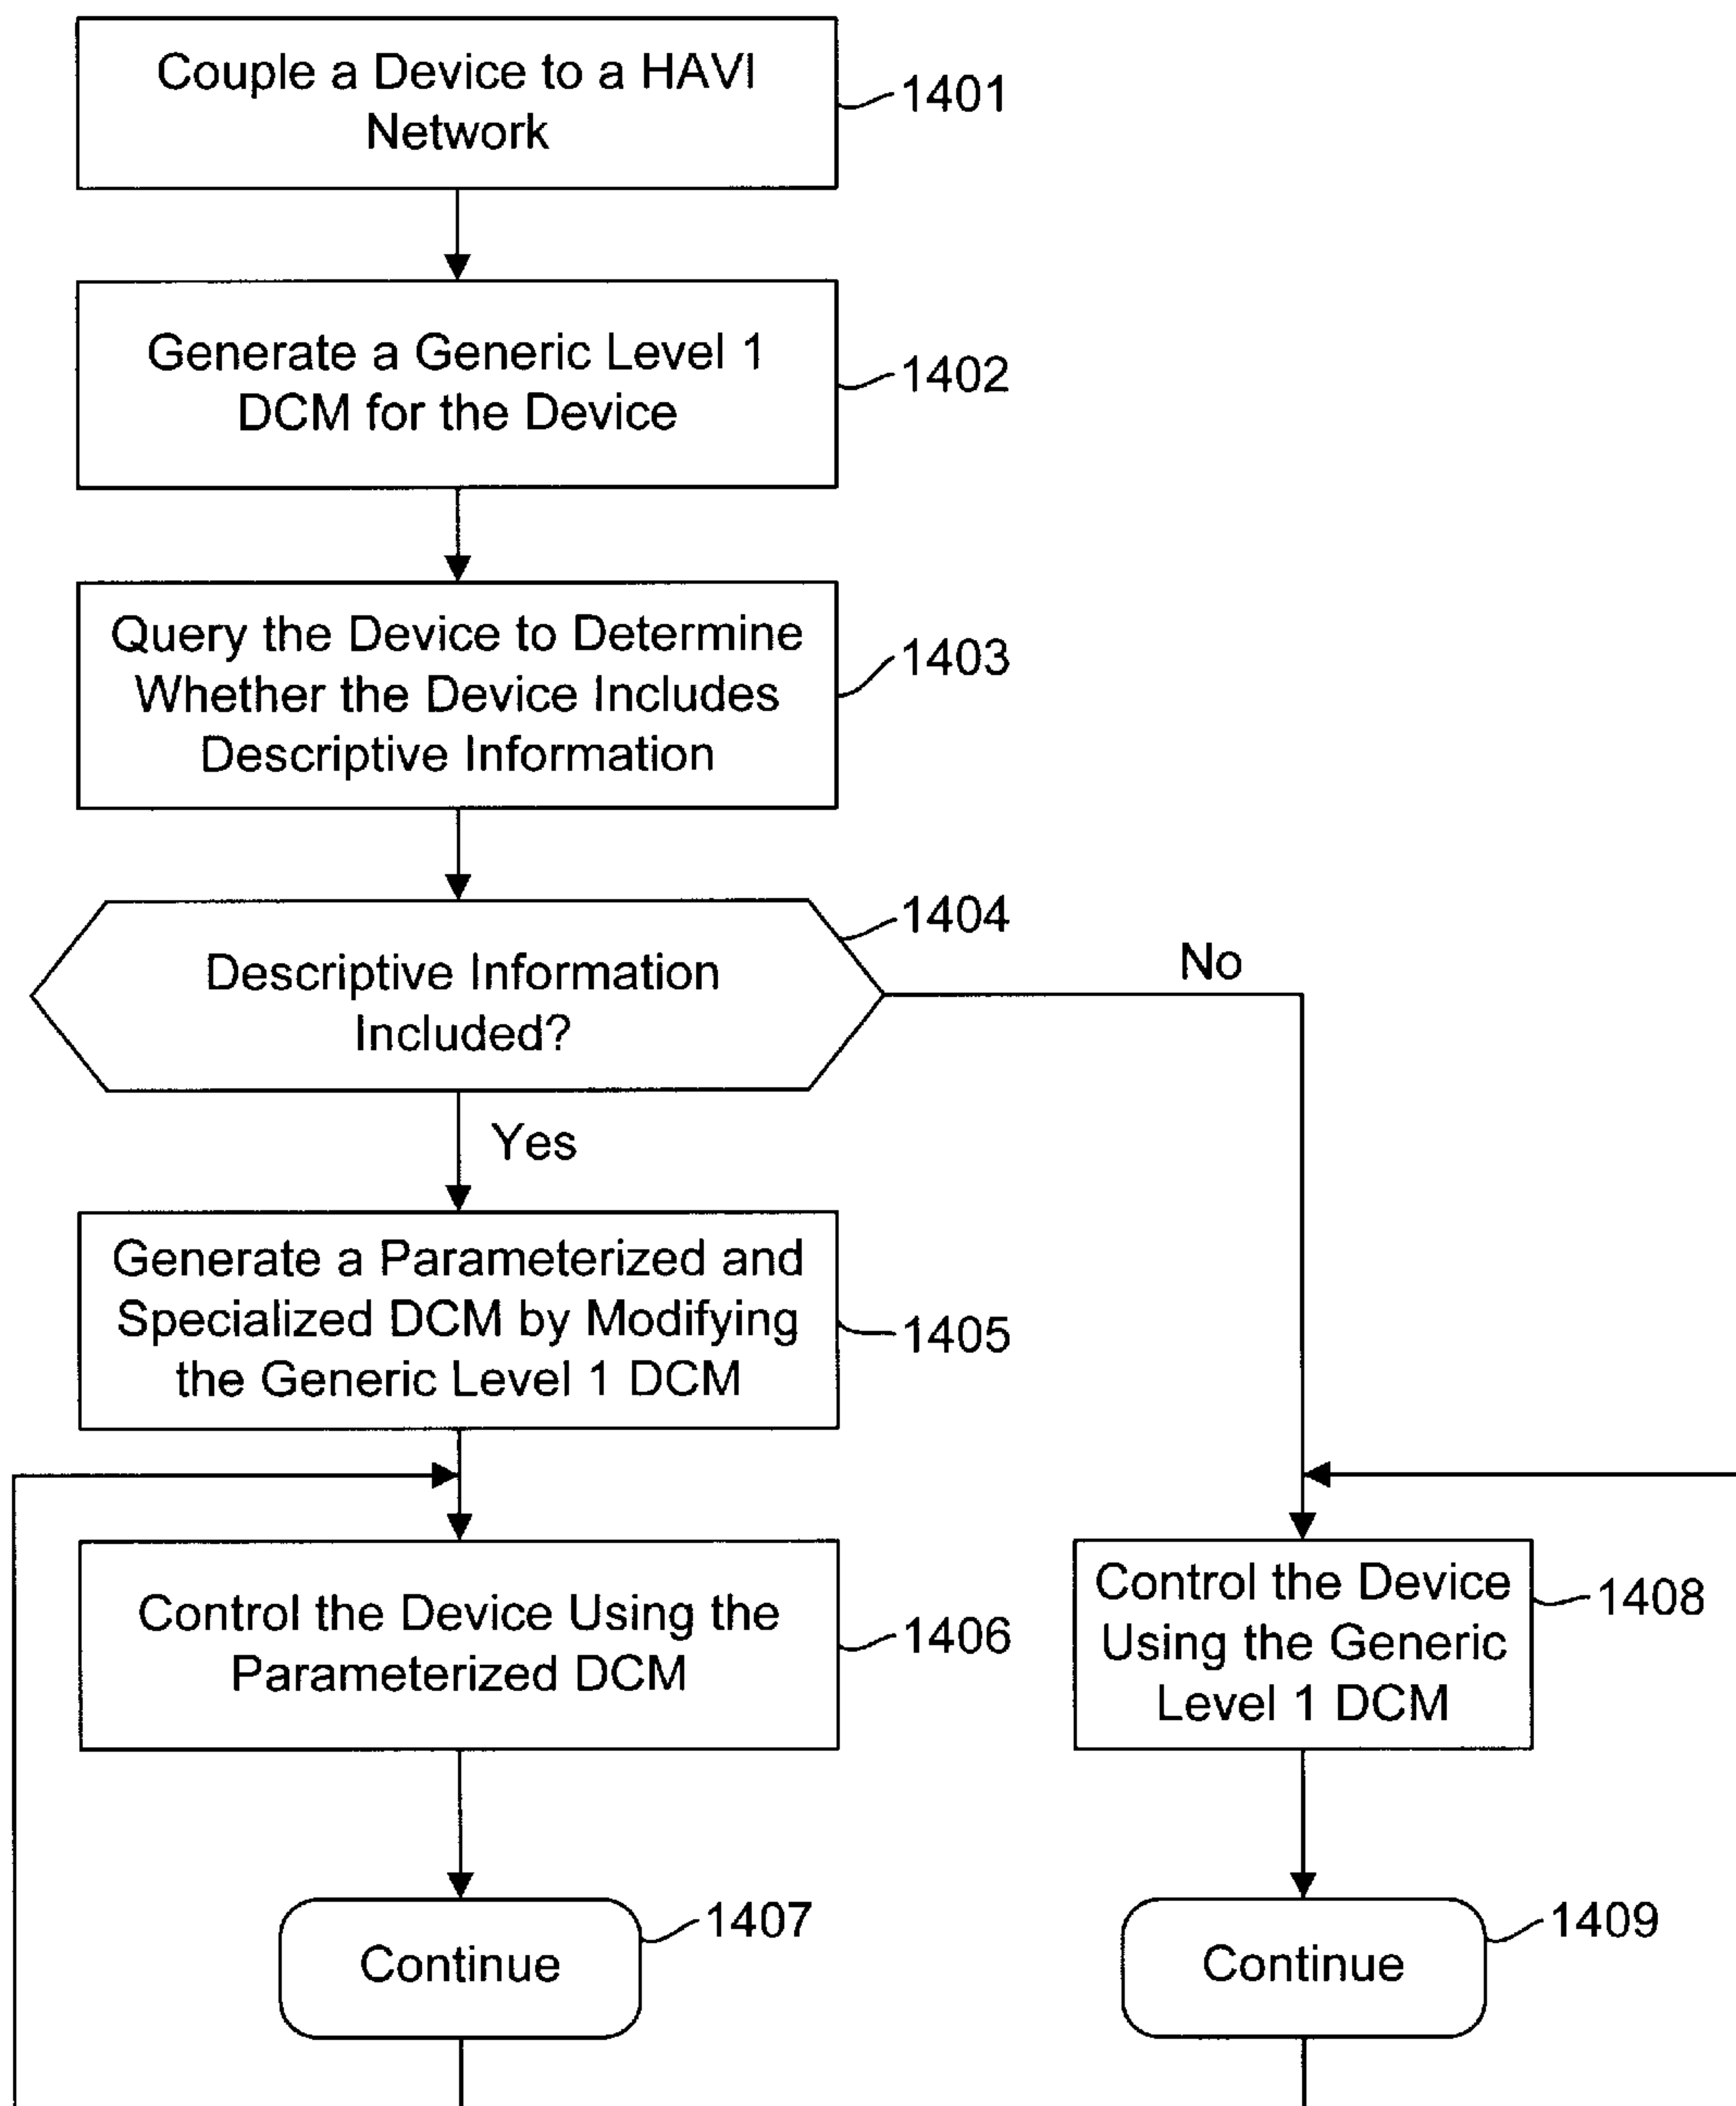 Couple a Device to a HAVI
Network
1401
Generate a Generic Level 1
DCM for the Device
1402
Query the Device to Determine
Whether the Device Includes
Descriptive Information
1403
Descriptive Information
Included?
1404
No
Yes
Generate a Parameterized and
Specialized DCM by Modifying
the Generic Level 1 DCM
1405
Control the Device Using the
Parameterized DCM
1406
Control the Device
Using the Generic
Level 1 DCM
1408
Continue
1407
Continue
1409